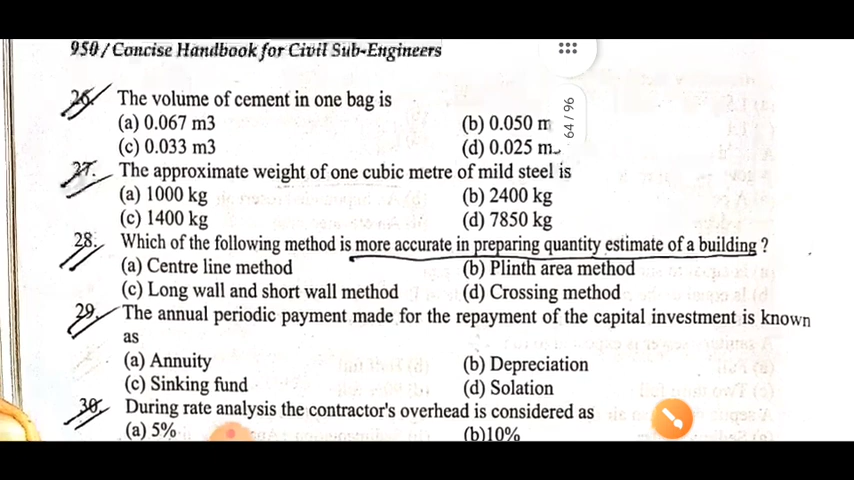 950/Concise Handbook for Civil Sub-Engineers
64/96
26. The volume of cement in one bag is
(a) 0.067 m3 (b) 0.050 m
(c) 0.033 m3 (d) 0.025 m
27. The approximate weight of one cubic metre of mild steel is
(a) 1000 kg (b) 2400 kg
(c) 1400 kg (d) 7850 kg
28. Which of the following method is more accurate in preparing quantity estimate of a building ?
(a) Centre line method (b) Plinth area method
(c) Long wall and short wall method (d) Crossing method
29. The annual periodic payment made for the repayment of the capital investment is known
as
(a) Annuity (b) Depreciation
(c) Sinking fund (d) Solation
30. During rate analysis the contractor's overhead is considered as
(a) 5% (b)10%